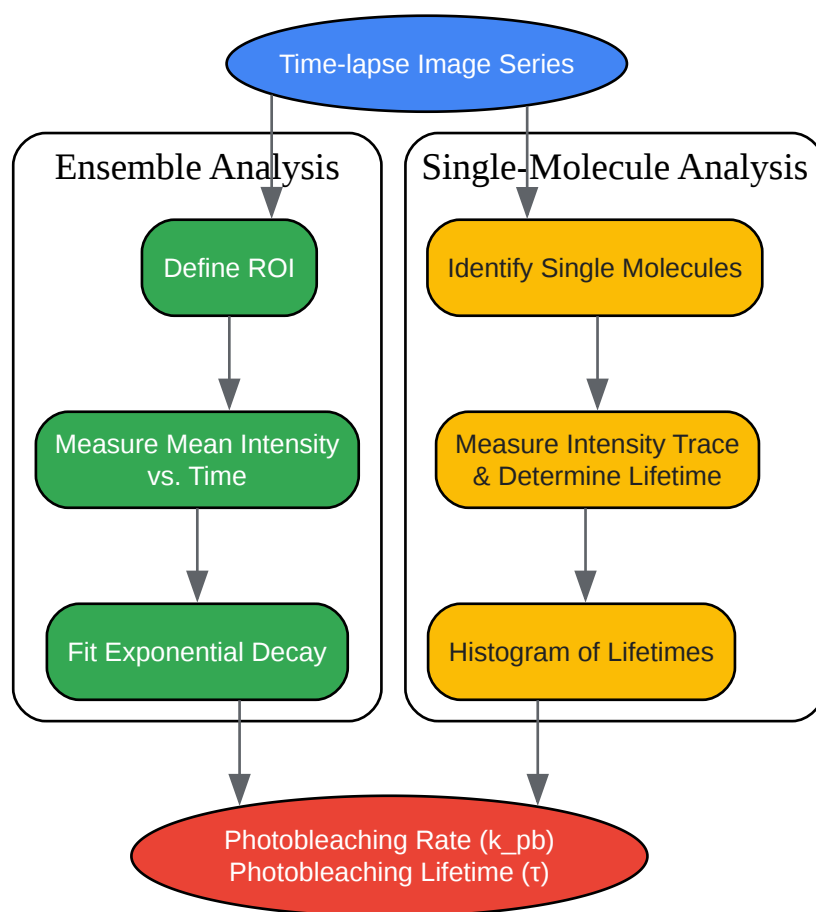 Time-lapse Image Series
Ensemble Analysis
Define ROI
Measure Mean Intensity
vs. Time
Fit Exponential Decay
Single-Molecule Analysis
Identify Single Molecules
Measure Intensity Trace
& Determine Lifetime
Histogram of Lifetimes
Photobleaching Rate (k_pb)
Photobleaching Lifetime (τ)